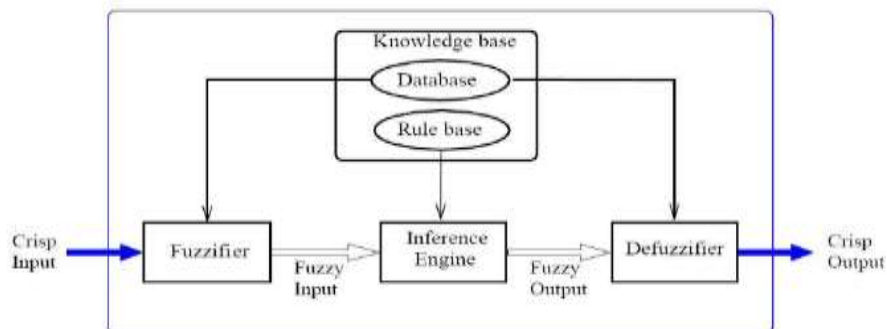 Knowledge base
Database
Rule base
Crisp
Input
Fuzzifier
Fuzzy
Input
Inference
Engine
Fuzzy
Output
Defuzzifier
Crisp
Output